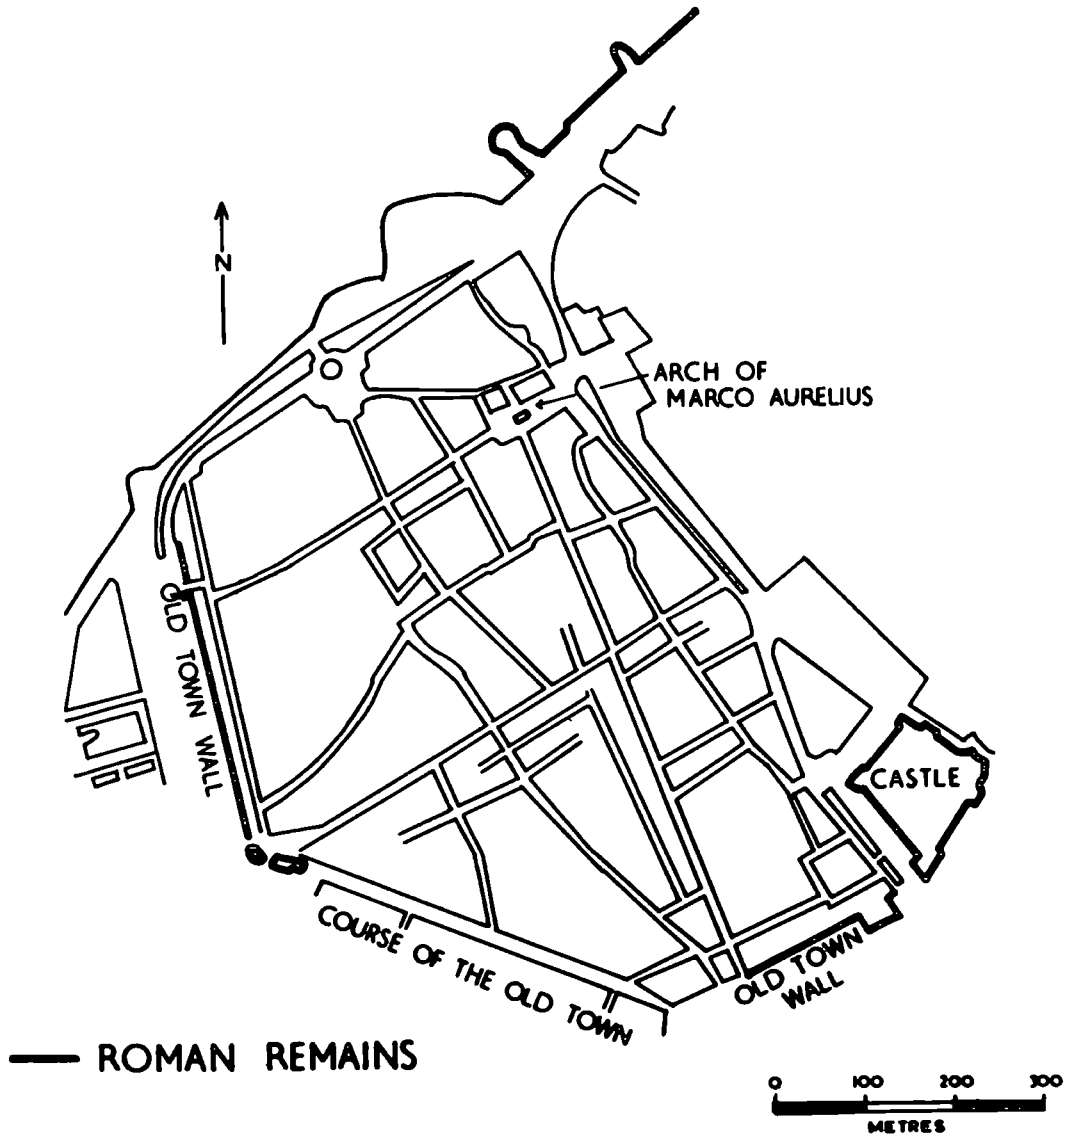 N
ARCH OF
MARCO AURELIUS
OLD TOWN WALL
CASTLE
COURSE OF THE OLD TOWN
OLD TOWN
WALL
ROMAN REMAINS
0 100 200 300
METRES